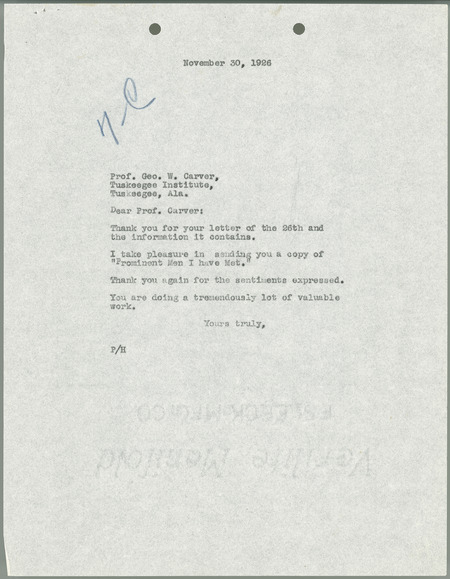 November 30, 1926
Prof. Geo. W. Carver,
Tuskeegee Institute,
Tuskeegee, Ala.
Dear Prof. Carver:
Thank you for your letter of the 26th and
the information it contains.
I take pleasure in sending you a copy of
"Prominent Men I have Met."
Thank you again for the sentiments expressed.
You are doing a tremendously lot of valuable
work.
Yours truly,
P/H